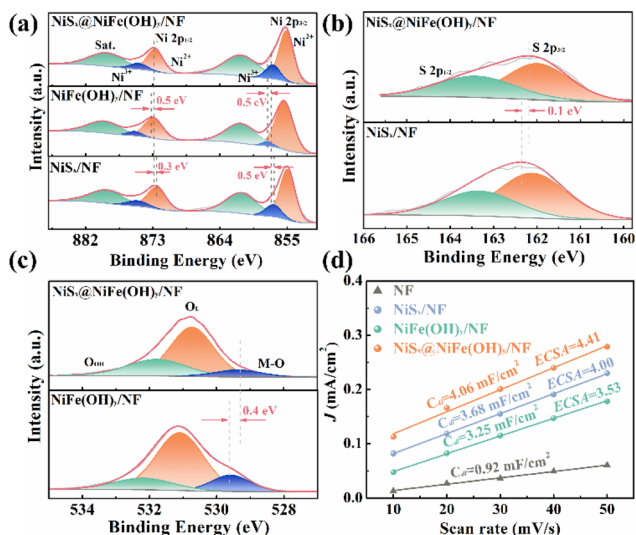 (a)
NiSₓ@NiFe(OH)ᵧ/NF
Ni 2p₃/₂
Sat.
Ni 2p₁/₂
Ni²⁺
Ni³⁺
Ni²⁺
Ni³⁺
NiFe(OH)ᵧ/NF
0.5 eV
0.5 eV
NiSₓ/NF
0.3 eV
0.5 eV
Intensity (a.u.)
882 873 864 855
Binding Energy (eV)
(b)
NiSₓ@NiFe(OH)ᵧ/NF
S 2p₁/₂
S 2p₃/₂
0.1 eV
NiSₓ/NF
Intensity (a.u.)
166 165 164 163 162 161 160
Binding Energy (eV)
(c)
NiSₓ@NiFe(OH)ᵧ/NF
O_L
O_OH
M-O
NiFe(OH)ᵧ/NF
0.4 eV
Intensity (a.u.)
534 532 530 528
Binding Energy (eV)
(d)
NF
NiSₓ/NF
NiFe(OH)ᵧ/NF
NiSₓ@NiFe(OH)ᵧ/NF
C_dl=4.06 mF/cm² ECSA=4.41
C_dl=3.68 mF/cm² ECSA=4.00
C_dl=3.25 mF/cm² ECSA=3.53
C_dl=0.92 mF/cm²
J (mA/cm²)
0.4
0.3
0.2
0.1
0.0
10 20 30 40 50
Scan rate (mV/s)